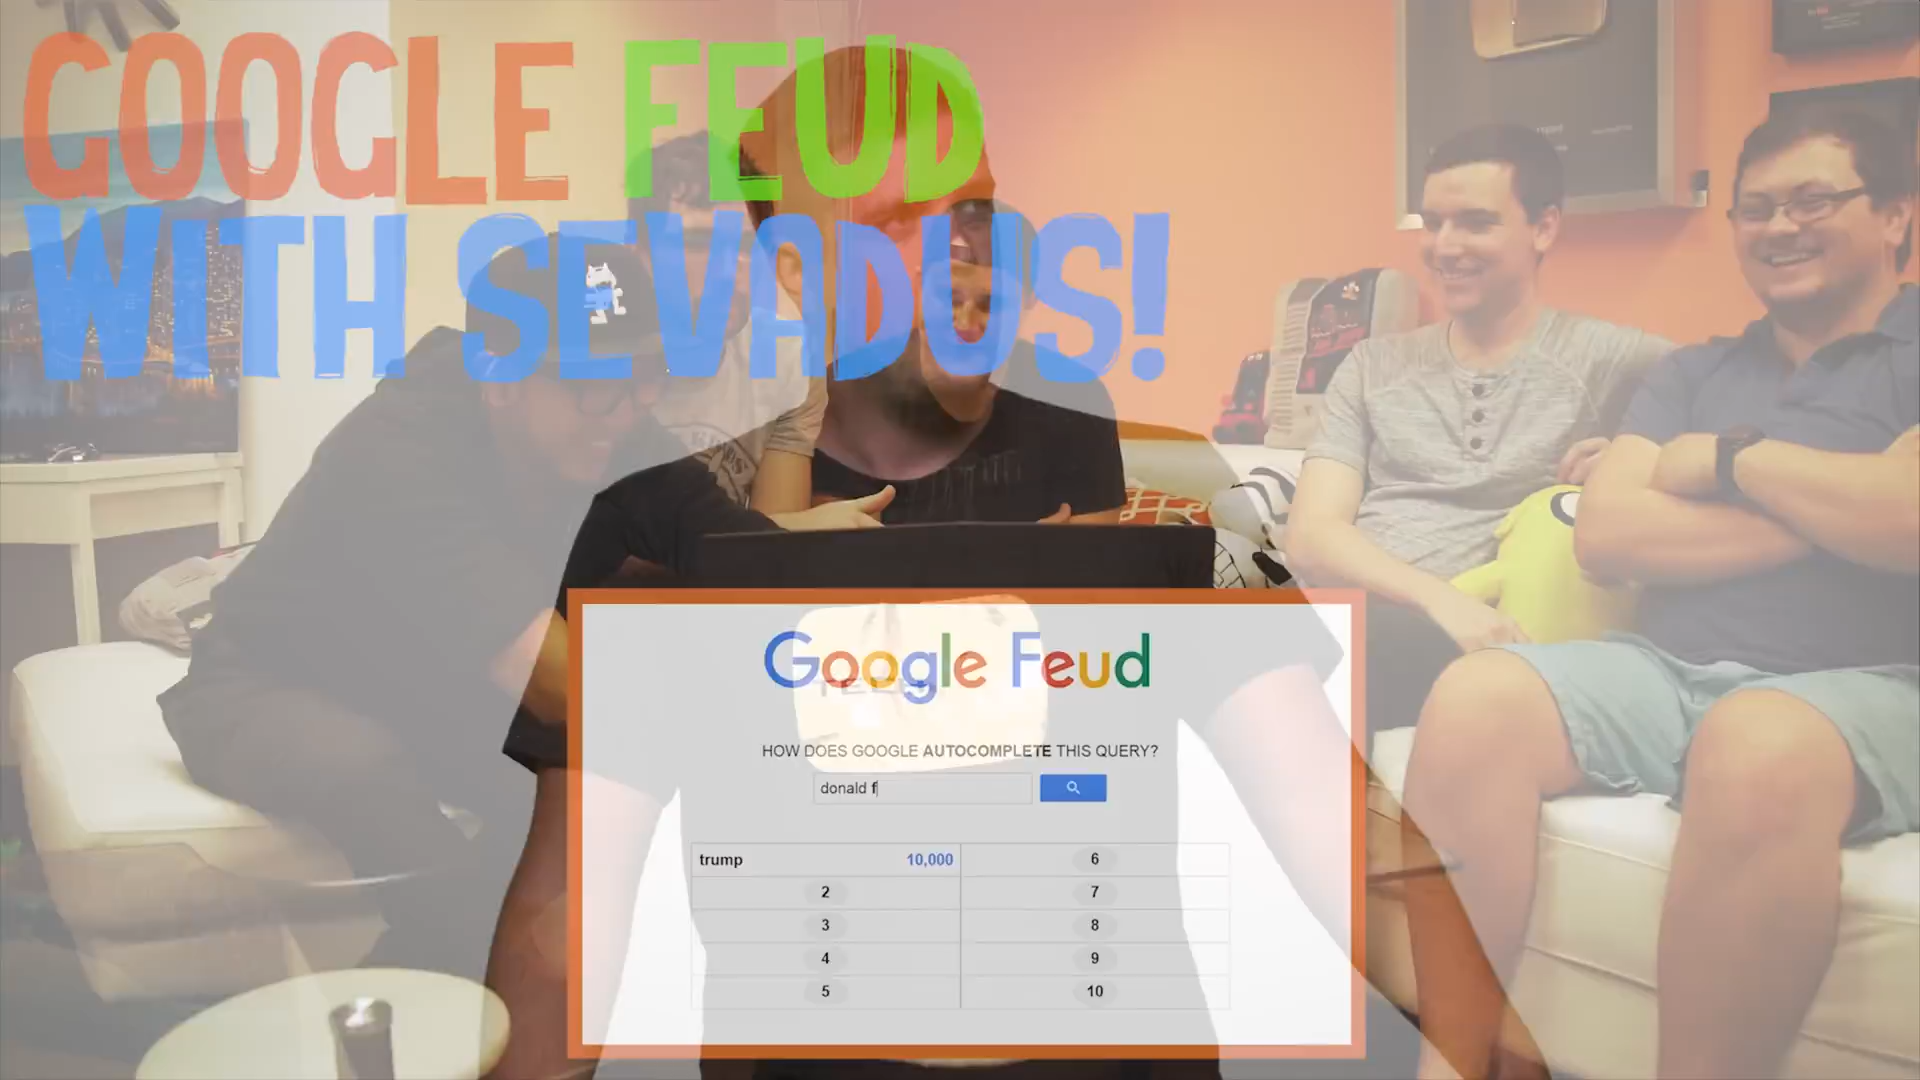 GOOGLE FEUD
WITH SEVADUS!
Google Feud
HOW DOES GOOGLE AUTOCOMPLETE THIS QUERY?
donald f
trump 10,000 6
2 7
3 8
4 9
5 10